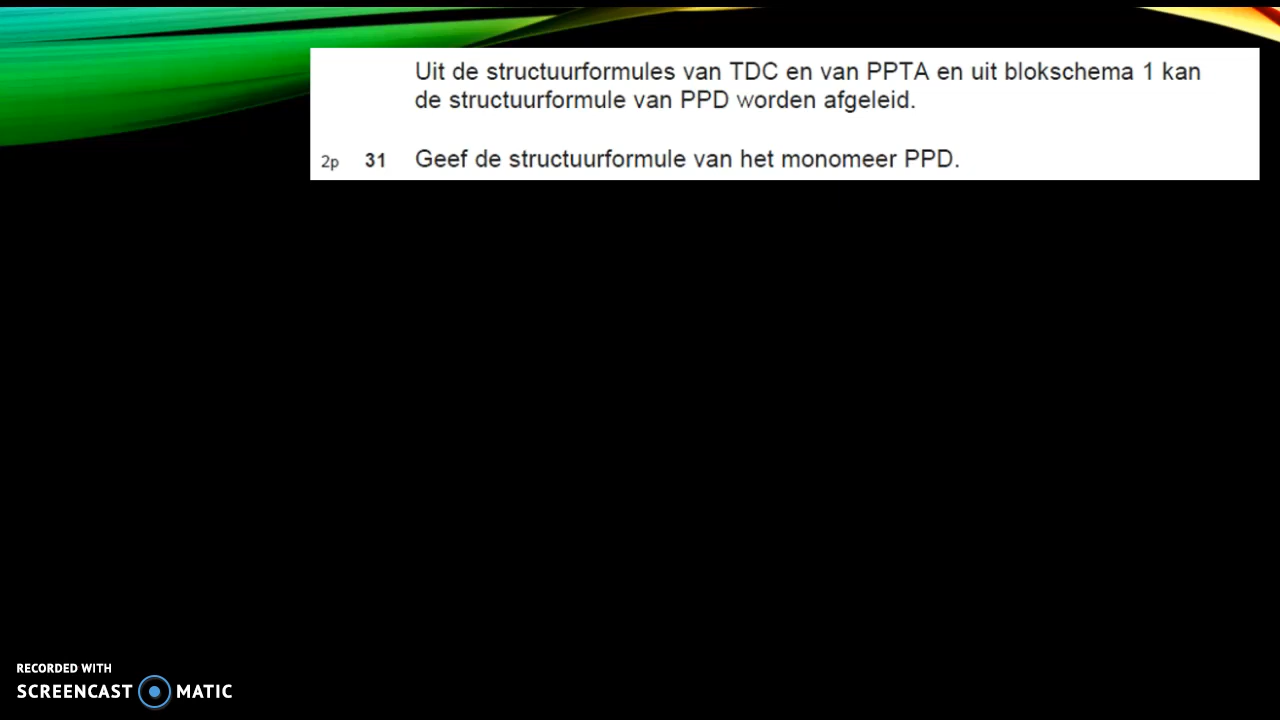 Uit de structuurformules van TDC en van PPTA en uit blokschema 1 kan
de structuurformule van PPD worden afgeleid.
2p 31 Geef de structuurformule van het monomeer PPD.
RECORDED WITH
SCREENCAST MATIC